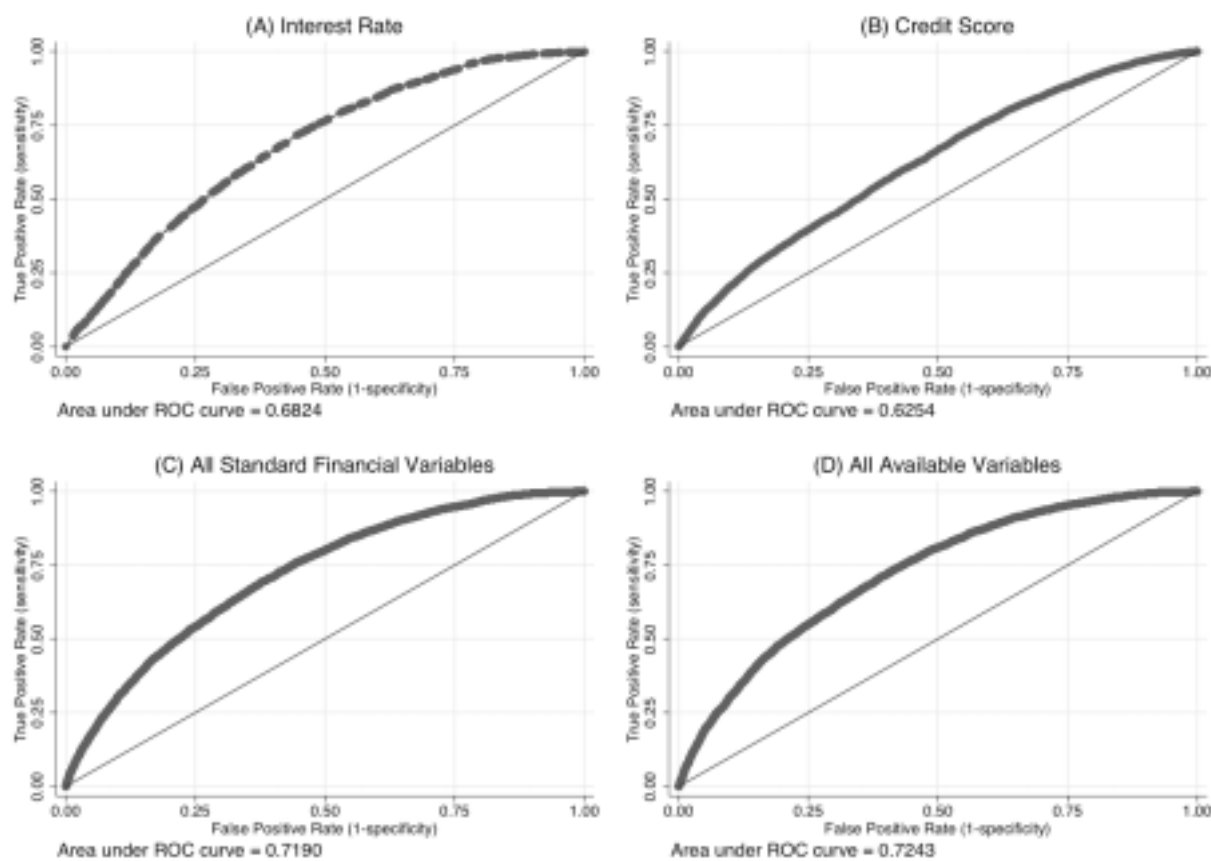 (A) Interest Rate
True Positive Rate (sensitivity)
0.00 0.25 0.50 0.75 1.00
0.00 0.25 0.50 0.75 1.00
False Positive Rate (1-specificity)
Area under ROC curve = 0.6824
(B) Credit Score
True Positive Rate (sensitivity)
0.00 0.25 0.50 0.75 1.00
0.00 0.25 0.50 0.75 1.00
False Positive Rate (1-specificity)
Area under ROC curve = 0.6254
(C) All Standard Financial Variables
True Positive Rate (sensitivity)
0.00 0.25 0.50 0.75 1.00
0.00 0.25 0.50 0.75 1.00
False Positive Rate (1-specificity)
Area under ROC curve = 0.7190
(D) All Available Variables
True Positive Rate (sensitivity)
0.00 0.25 0.50 0.75 1.00
0.00 0.25 0.50 0.75 1.00
False Positive Rate (1-specificity)
Area under ROC curve = 0.7243